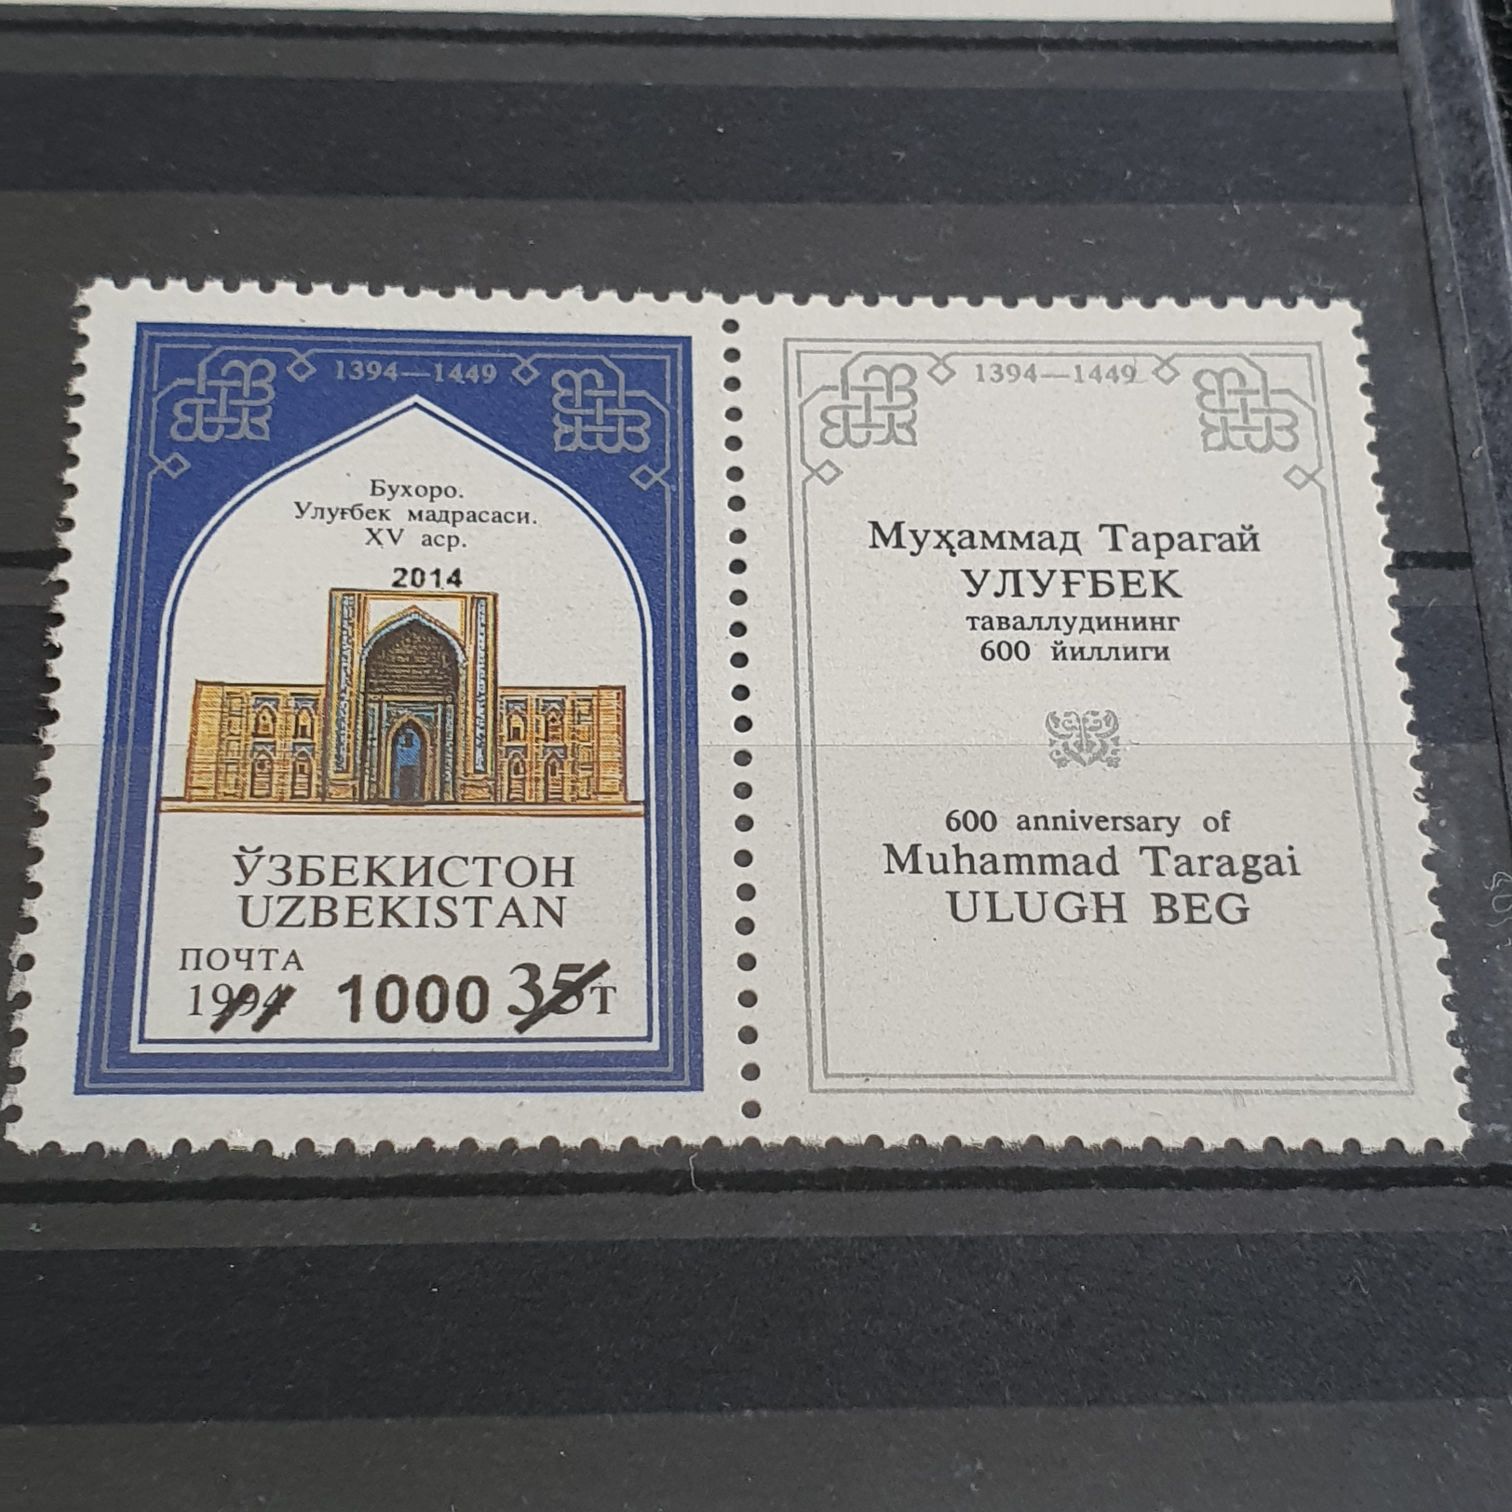 1394—1449
Бухоро.
Улуғбек мадрасаси.
XV аср.
2014
ЎЗБЕКИСТОН
UZBEKISTAN
ПОЧТА
1994 1000 35т
1394—1449
Муҳаммад Тарагай
УЛУҒБЕК
таваллудининг
600 йиллиги
600 anniversary of
Muhammad Taragai
ULUGH BEG